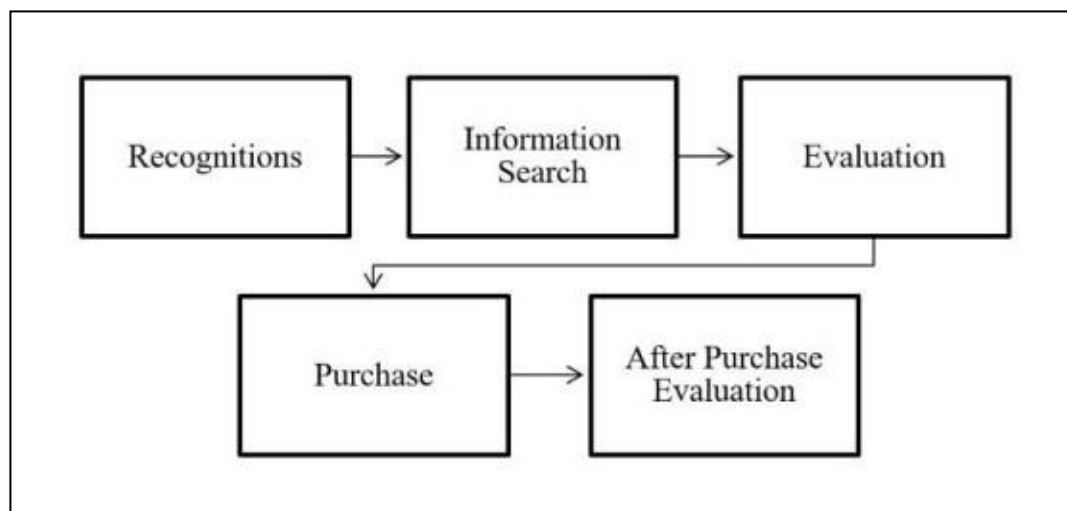 Recognitions
Information
Search
Evaluation
Purchase
After Purchase
Evaluation